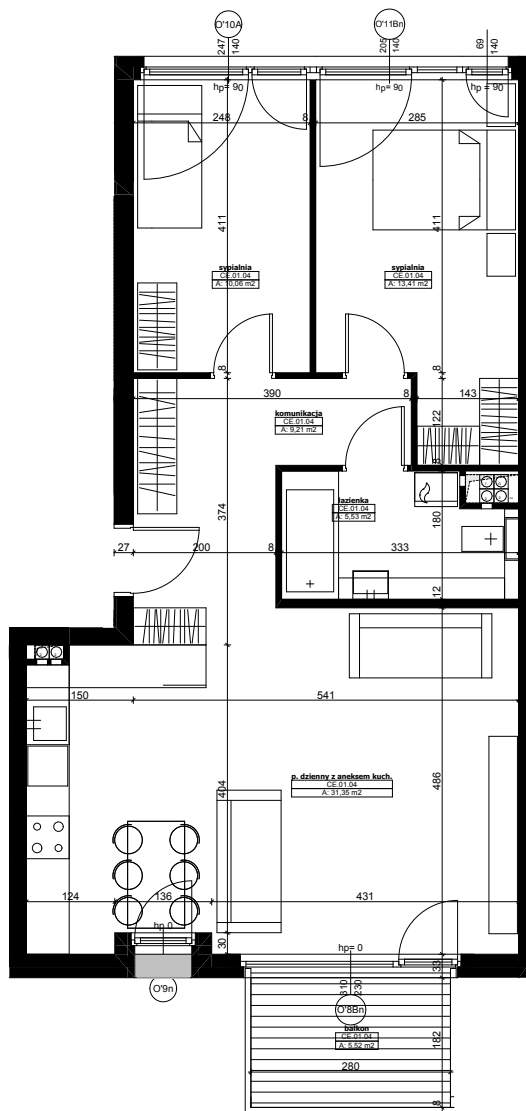 O'10A
O'11Bn
247
140
205
140
69
140
hp= 90
hp= 90
hp= 90
248
8
285
411
411
sypialnia
CE.01.04
A: 10,06 m2
sypialnia
CE.01.04
A: 13,41 m2
8
8
390
8
143
komunikacja
CE.01.04
A: 9,21 m2
122
8
łazienka
CE.01.04
A: 5,53 m2
180
374
27
200
8
333
12
150
541
p. dzienny z aneksem kuch.
CE.01.04
A: 31,35 m2
404
486
124
136
431
hp 0
30
hp= 0
33
O'9n
310
230
O'8Bn
balkon
CE.01.04
A: 5.52 m2
182
280
8